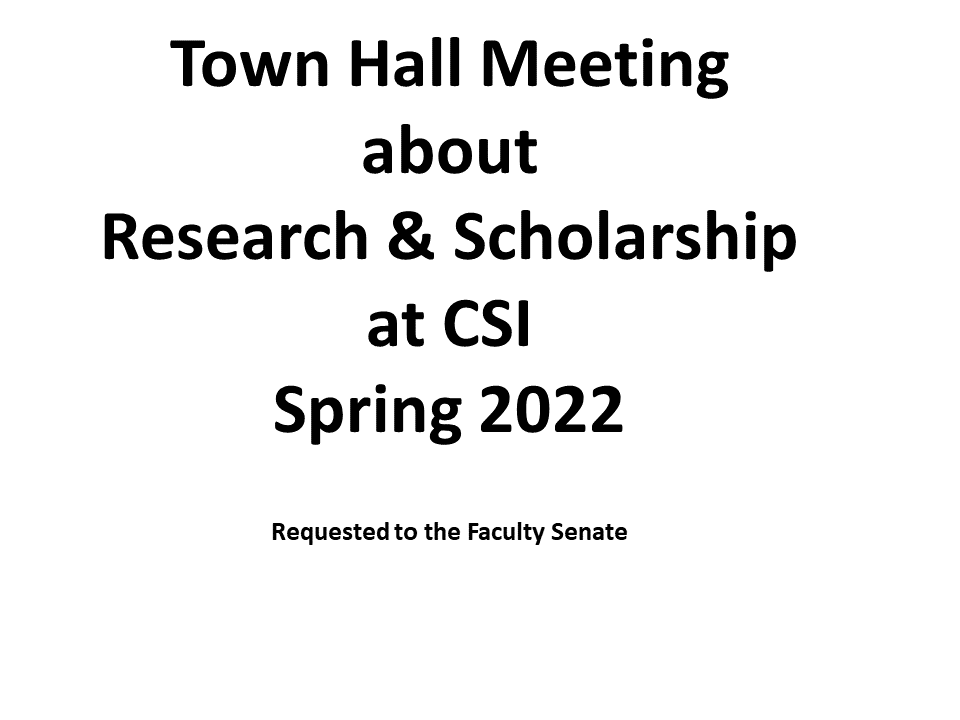 Town Hall Meeting
about
Research & Scholarship
at CSI
Spring 2022
Requested to the Faculty Senate